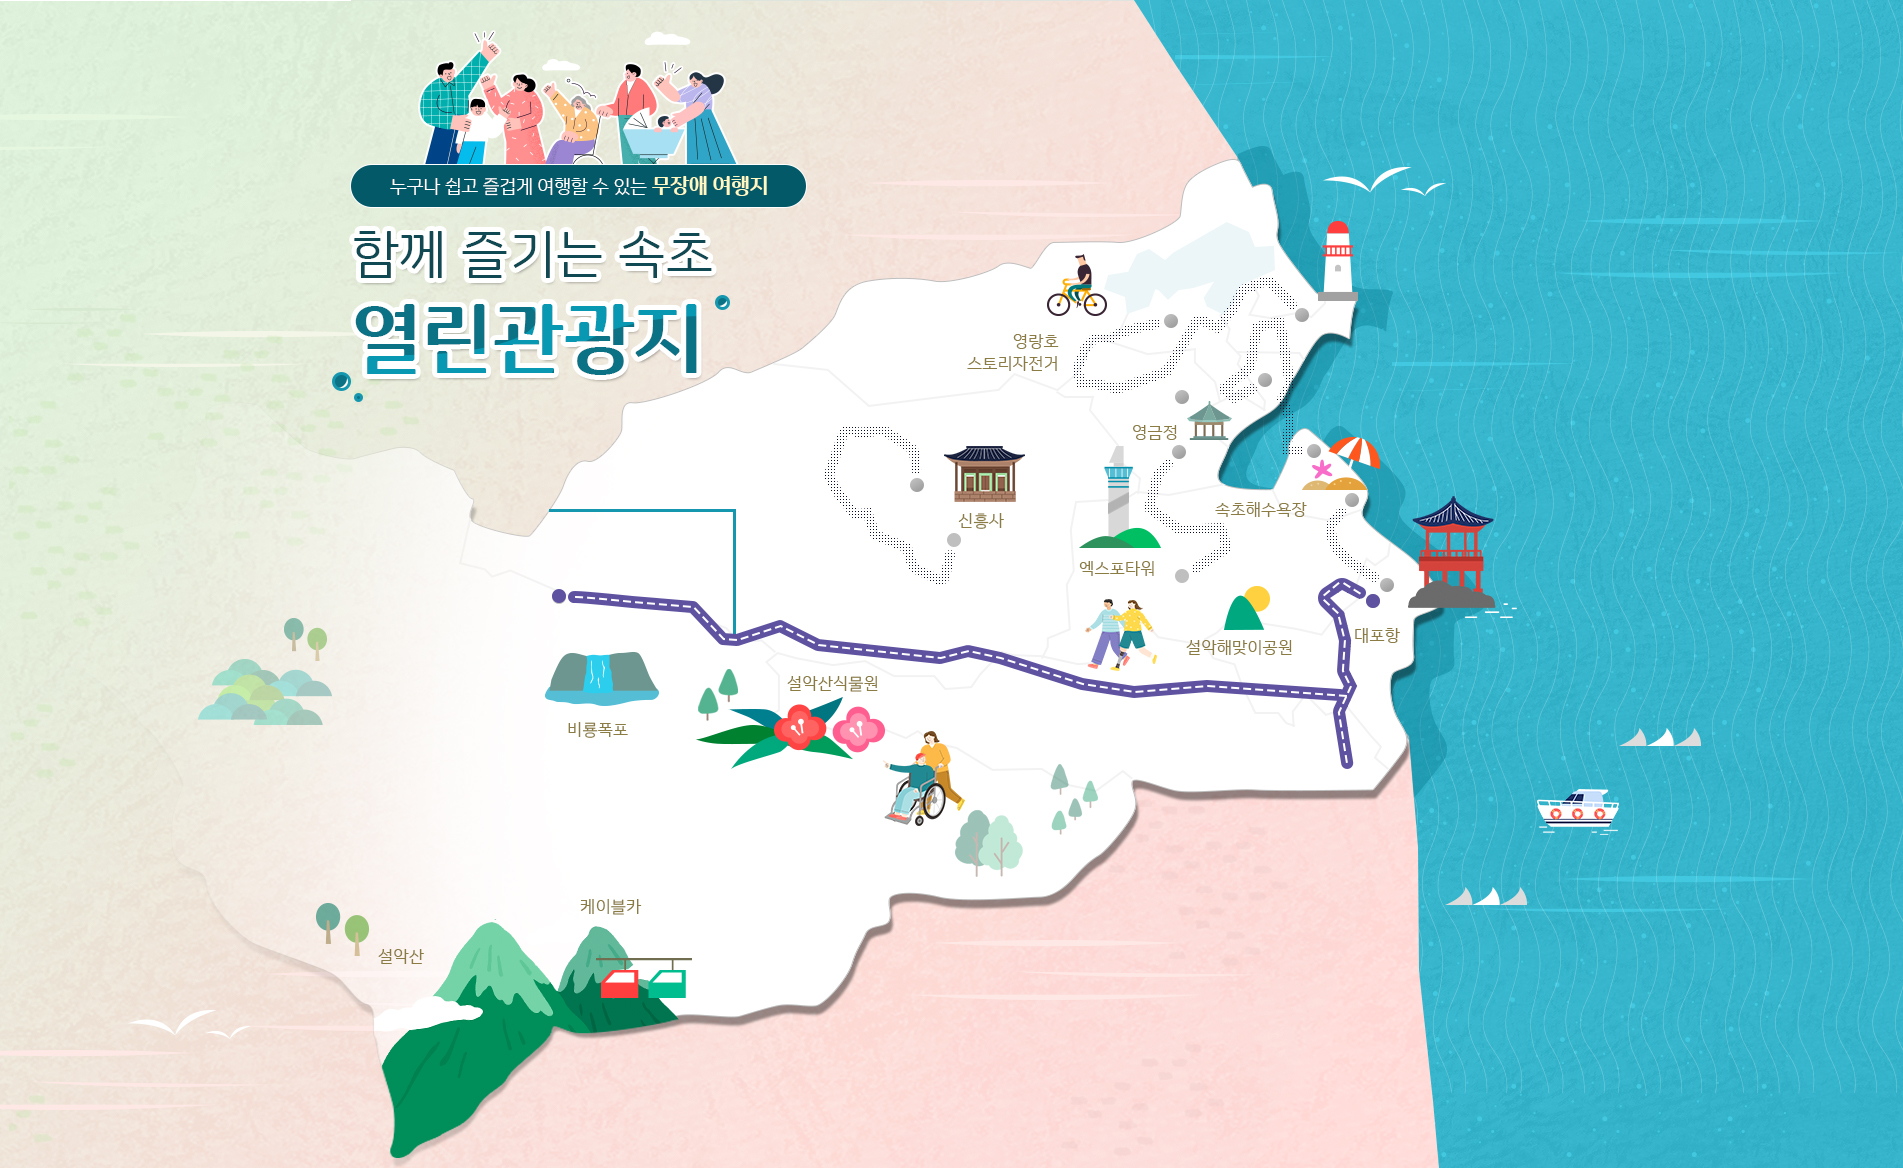 누구나 쉽고 즐겁게 여행할 수 있는 무장애 여행지
함께 즐기는 속초
열린관광지
영랑호
스토리자전거
영금정
속초해수욕장
신흥사
엑스포타워
설악해맞이공원
대포항
설악산식물원
비룡폭포
케이블카
설악산